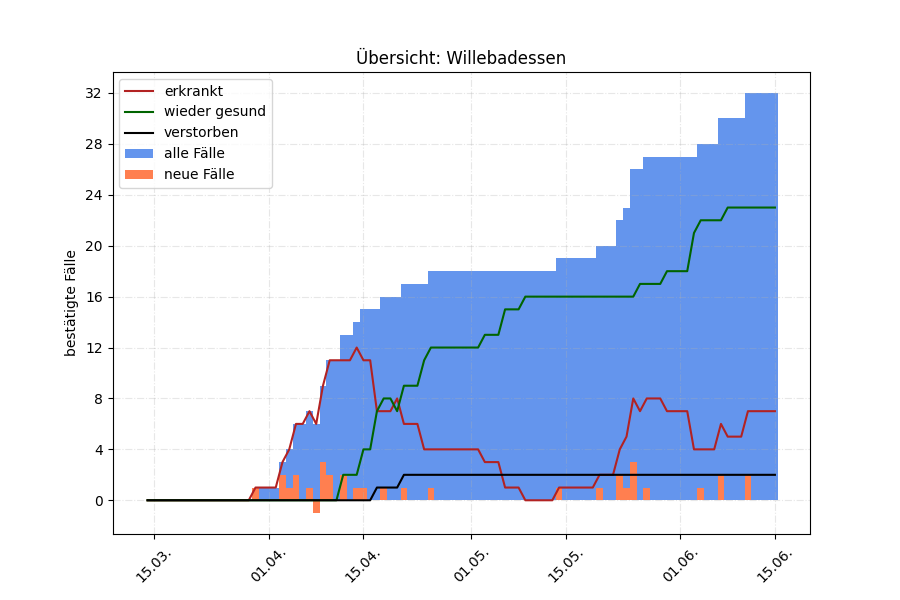 Übersicht: Willebadessen
erkrankt
wieder gesund
verstorben
alle Fälle
neue Fälle
bestätigte Fälle
32
28
24
20
16
12
8
4
0
15.03.
01.04.
15.04.
01.05.
15.05.
01.06.
15.06.